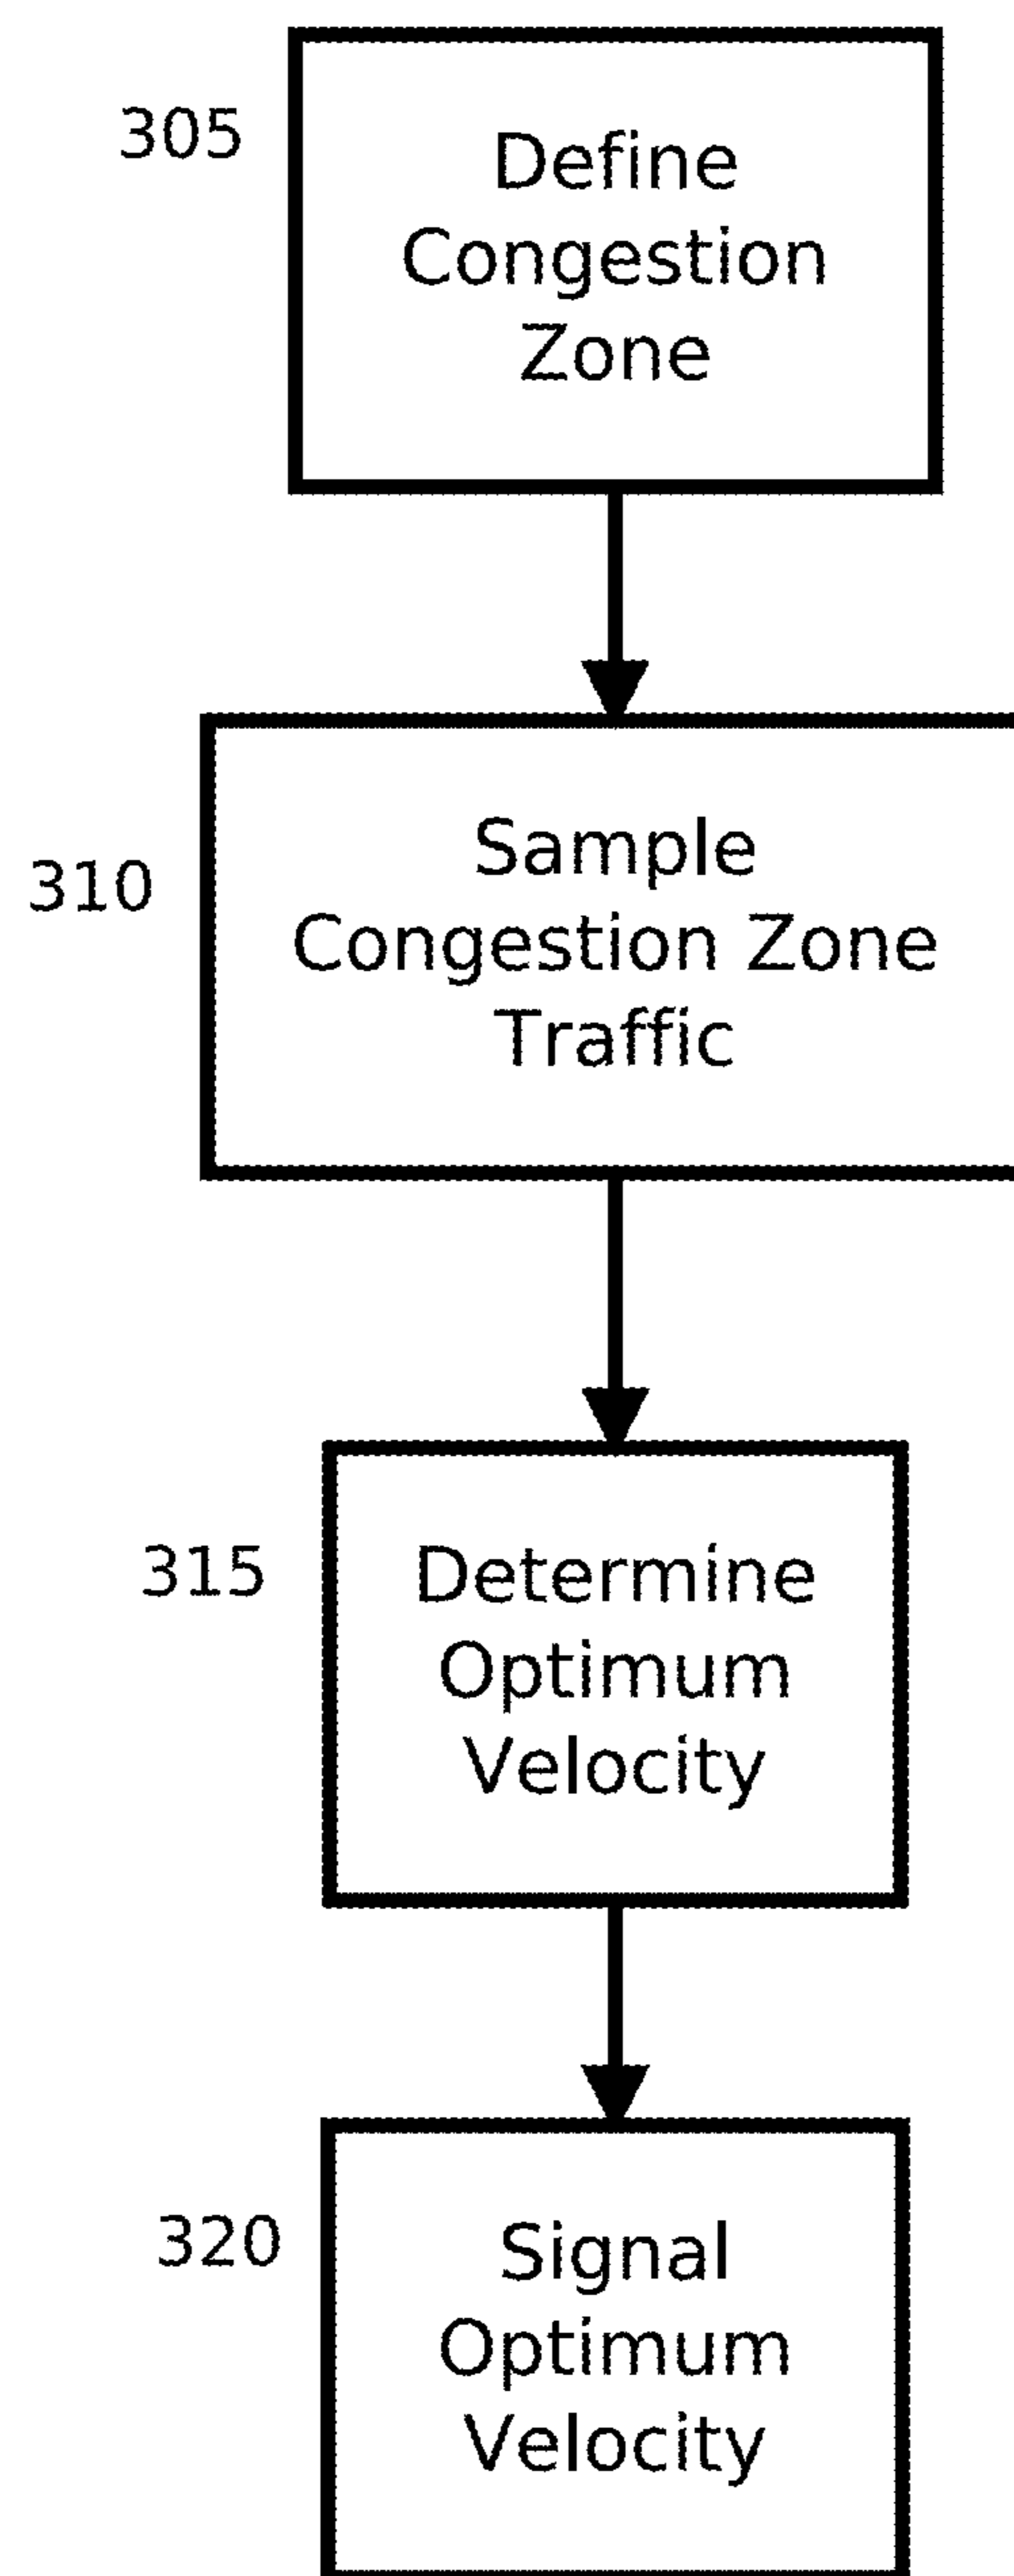 305
Define
Congestion
Zone
310
Sample
Congestion Zone
Traffic
315
Determine
Optimum
Velocity
320
Signal
Optimum
Velocity